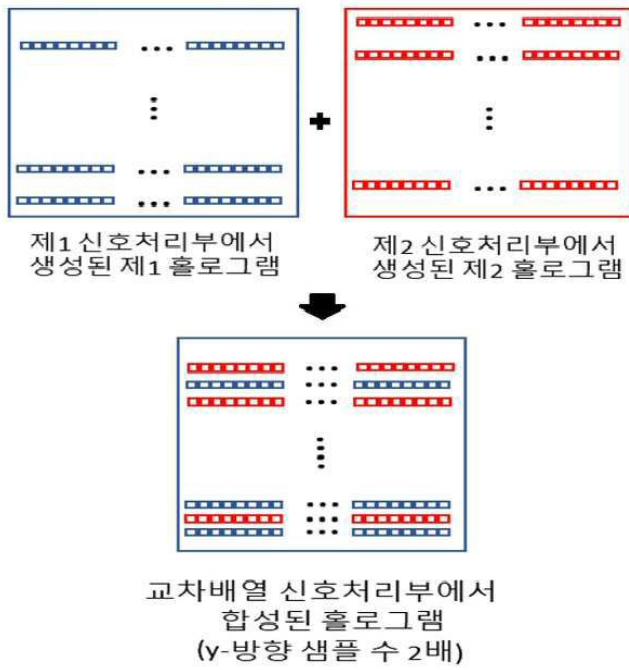 제1 신호처리부에서
생성된 제1 홀로그램
제2 신호처리부에서
생성된 제2 홀로그램
교차배열 신호처리부에서
합성된 홀로그램
(y-방향 샘플 수 2배)